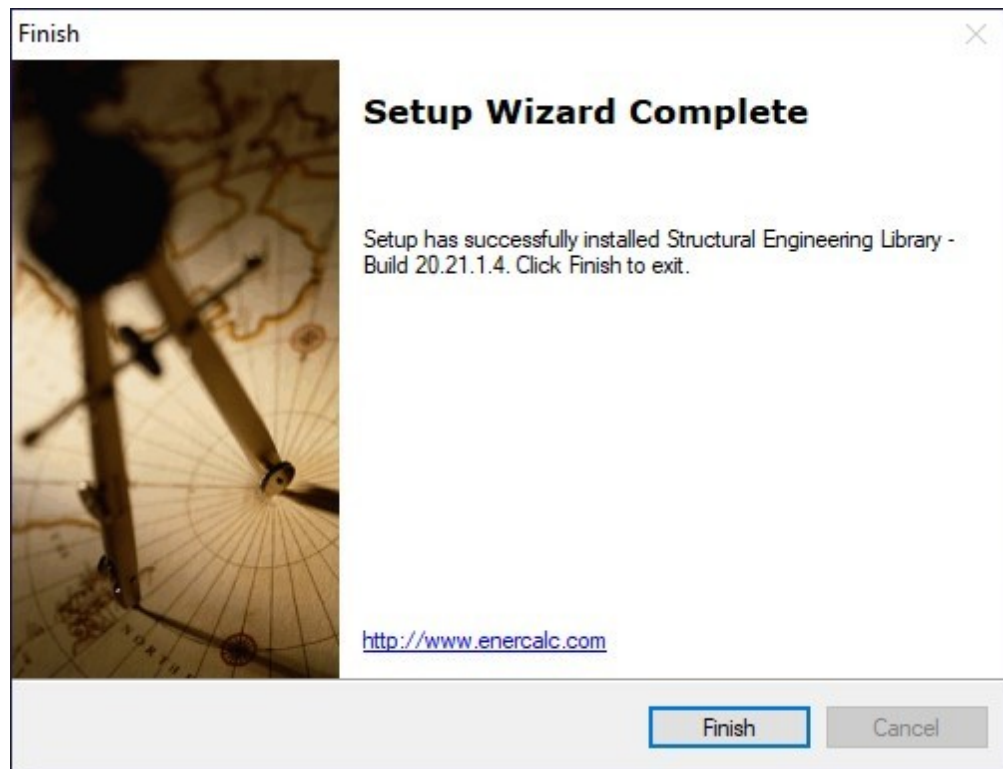 Finish
Setup Wizard Complete
Setup has successfully installed Structural Engineering Library -
Build 20.21.1.4. Click Finish to exit.
NORTH
http://www.enercalc.com
Finish
Cancel